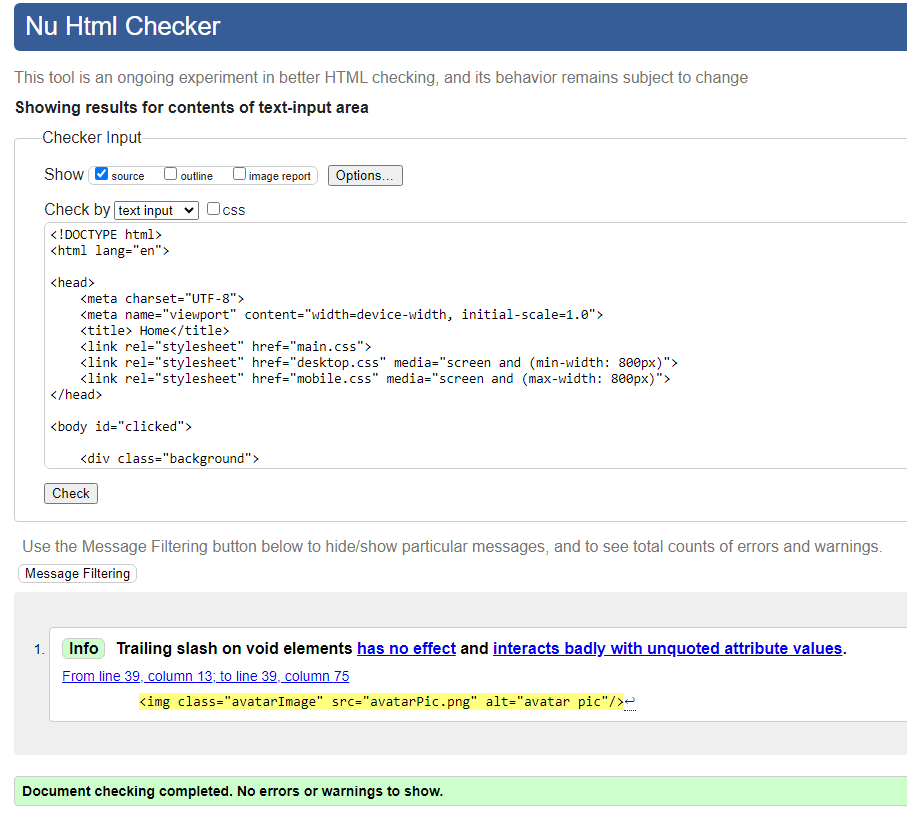 Nu Html Checker
This tool is an ongoing experiment in better HTML checking, and its behavior remains subject to change
Showing results for contents of text-input area
Checker Input
Show source outline image report Options...
Check by text input css
<!DOCTYPE html>
<html lang="en">
<head>
    <meta charset="UTF-8">
    <meta name="viewport" content="width=device-width, initial-scale=1.0">
    <title> Home</title>
    <link rel="stylesheet" href="main.css">
    <link rel="stylesheet" href="desktop.css" media="screen and (min-width: 800px)">
    <link rel="stylesheet" href="mobile.css" media="screen and (max-width: 800px)">
</head>
<body id="clicked">
    <div class="background">
Check
Use the Message Filtering button below to hide/show particular messages, and to see total counts of errors and warnings.
Message Filtering
1. Info Trailing slash on void elements has no effect and interacts badly with unquoted attribute values.
From line 39, column 13; to line 39, column 75
<img class="avatarImage" src="avatarPic.png" alt="avatar pic"/>↩
Document checking completed. No errors or warnings to show.